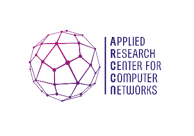 APPLIED
RESEARCH
CENTER FOR
COMPUTER
NETWORKS